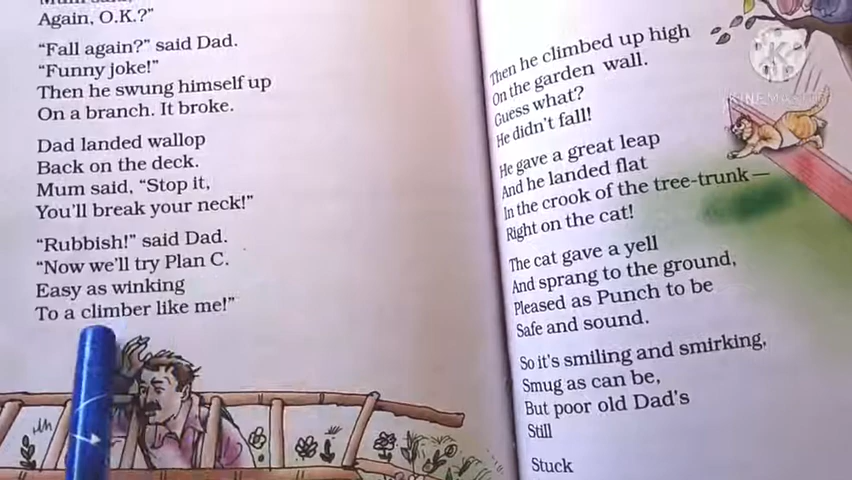 Again, O.K.?”
“Fall again?” said Dad.
“Funny joke!”
Then he swung himself up
On a branch. It broke.
Dad landed wallop
Back on the deck.
Mum said, “Stop it,
You’ll break your neck!”
“Rubbish!” said Dad.
“Now we’ll try Plan C.
Easy as winking
To a climber like me!”
Then he climbed up high
On the garden wall.
Guess what?
He didn’t fall!
He gave a great leap
And he landed flat
In the crook of the tree-trunk—
Right on the cat!
The cat gave a yell
And sprang to the ground,
Pleased as Punch to be
Safe and sound.
So it’s smiling and smirking,
Smug as can be,
But poor old Dad’s
Still
Stuck
KINEMASTER